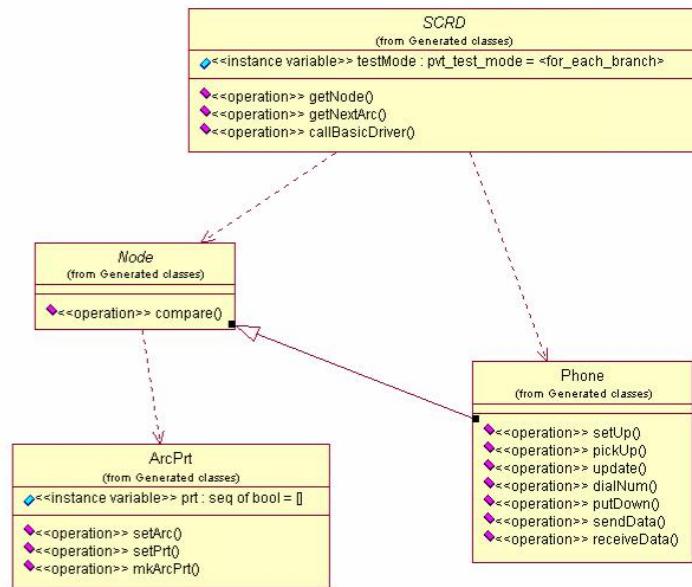 SCRD
(from Generated classes)
<<instance variable>> testMode : pvt_test_mode = <for_each_branch>
<<operation>> getNode()
<<operation>> getNextArc()
<<operation>> callBasicDriver()
Node
(from Generated classes)
<<operation>> compare()
Phone
(from Generated classes)
<<operation>> setUp()
<<operation>> pickUp()
<<operation>> update()
<<operation>> dialNum()
<<operation>> putDown()
<<operation>> sendData()
<<operation>> receiveData()
ArcPrt
(from Generated classes)
<<instance variable>> prt : seq of bool = []
<<operation>> setArc()
<<operation>> setPrt()
<<operation>> mkArcPrt()